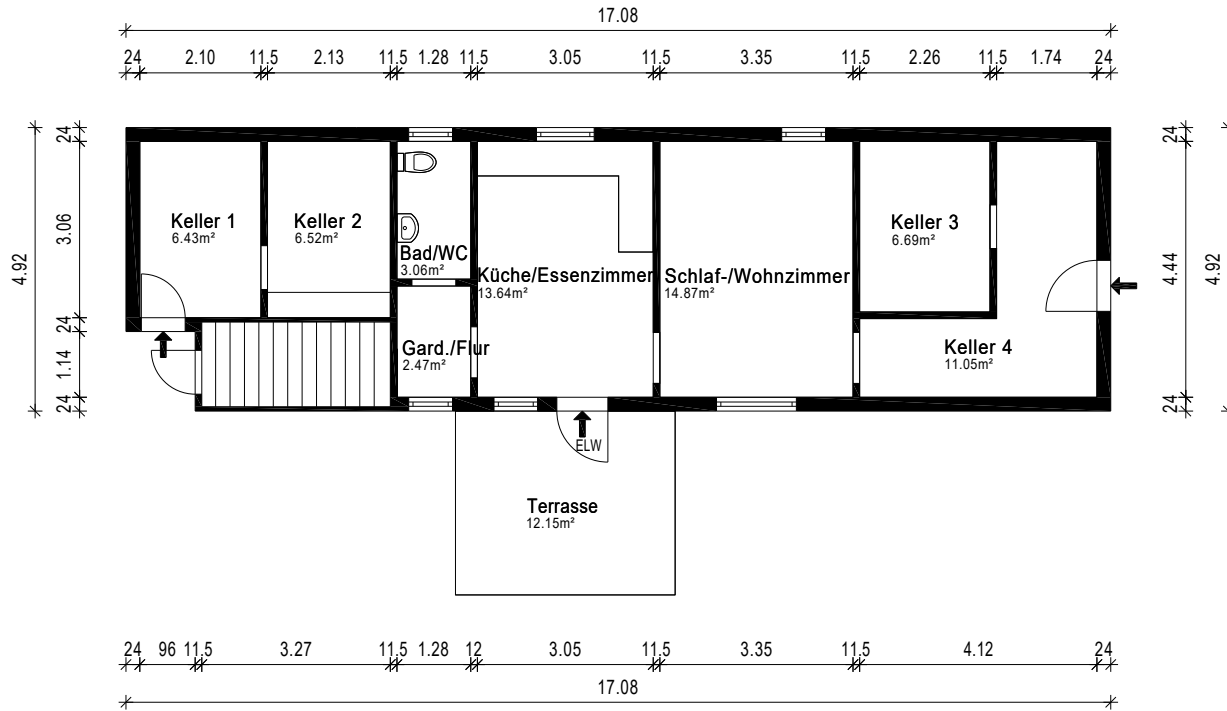 17.08
24 2.10 11.5 2.13 11.5 1.28 11.5 3.05 11.5 3.35 11.5 2.26 11.5 1.74 24
4.92
24
3.06
24
1.14
24
Keller 1
6.43m²
Keller 2
6.52m²
Bad/WC
3.06m²
Küche/Essenzimmer
13.64m²
Schlaf-/Wohnzimmer
14.87m²
Keller 3
6.69m²
Gard./Flur
2.47m²
Keller 4
11.05m²
24
4.44
24
4.92
ELW
Terrasse
12.15m²
24 96 11.5 3.27 11.5 1.28 12 3.05 11.5 3.35 11.5 4.12 24
17.08